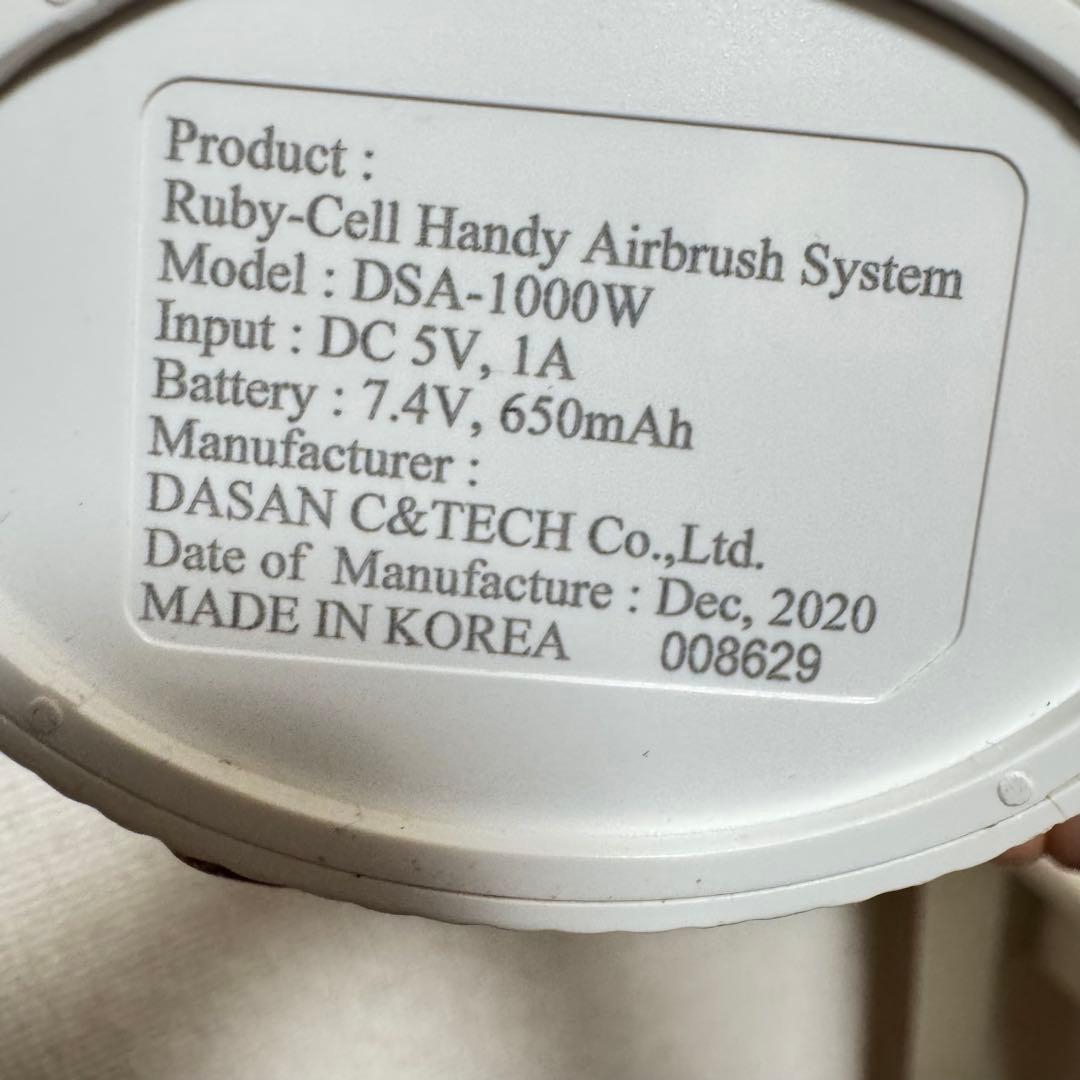 Product :
Ruby-Cell Handy Airbrush System
Model : DSA-1000W
Input : DC 5V, 1A
Battery : 7.4V, 650mAh
Manufacturer :
DASAN C&TECH Co.,Ltd.
Date of Manufacture : Dec, 2020
MADE IN KOREA 008629